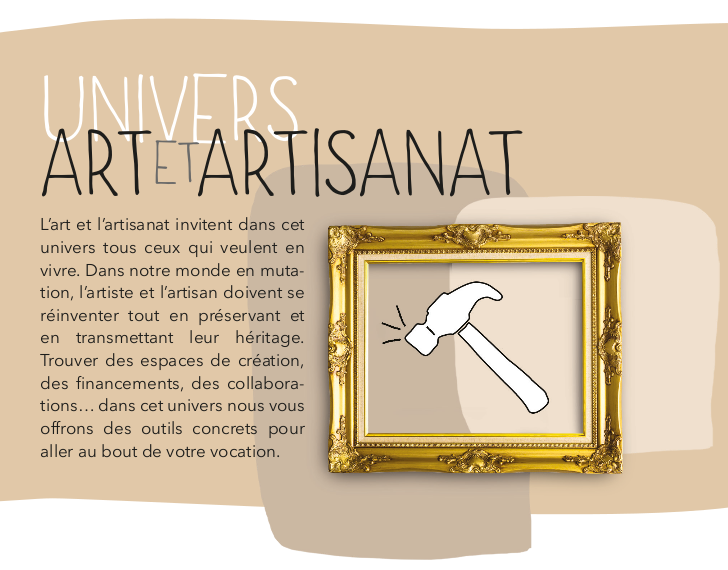 UNIVERS
ART ET ARTISANAT
L’art et l’artisanat invitent dans cet
univers tous ceux qui veulent en
vivre. Dans notre monde en muta-
tion, l’artiste et l’artisan doivent se
réinventer tout en préservant et
en transmettant leur héritage.
Trouver des espaces de création,
des financements, des collabora-
tions… dans cet univers nous vous
offrons des outils concrets pour
aller au bout de votre vocation.